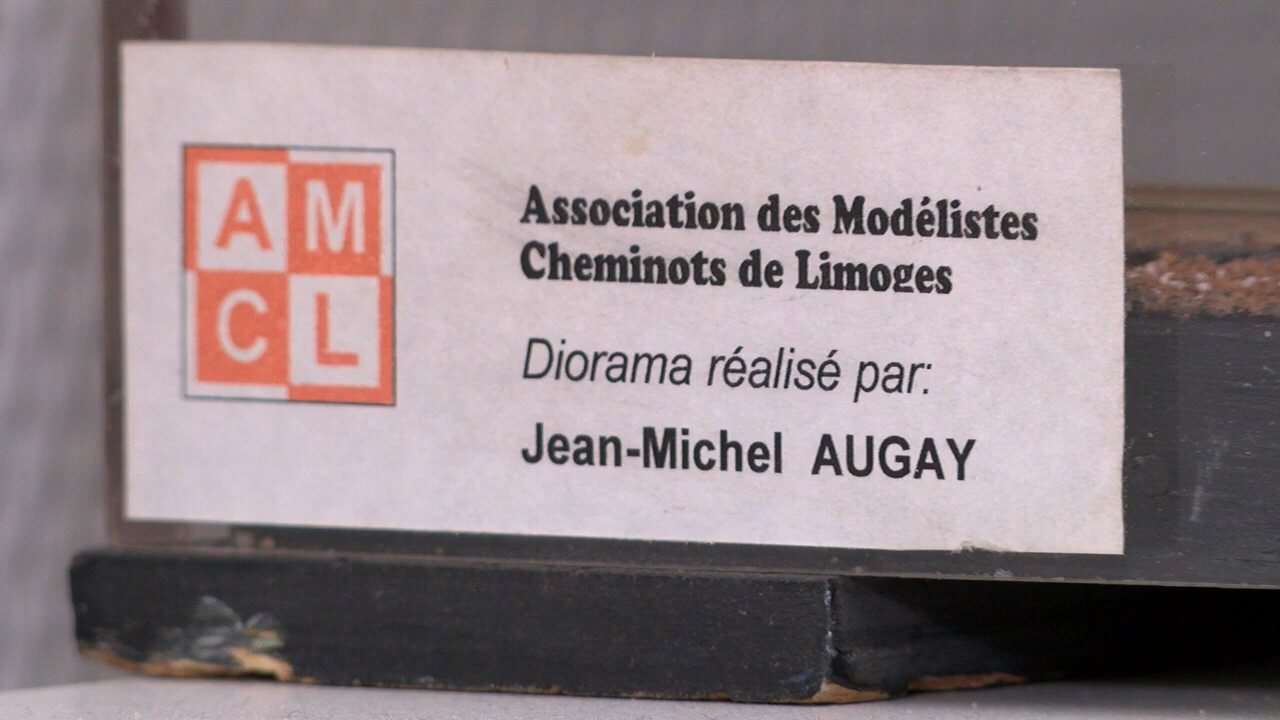 A M
C L
Association des Modélistes
Cheminots de Limoges
Diorama réalisé par:
Jean-Michel AUGAY